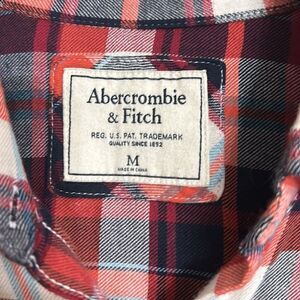 Abercrombie
& Fitch
REG. U.S. PAT. TRADEMARK
QUALITY SINCE 1892
M
MADE IN CHINA